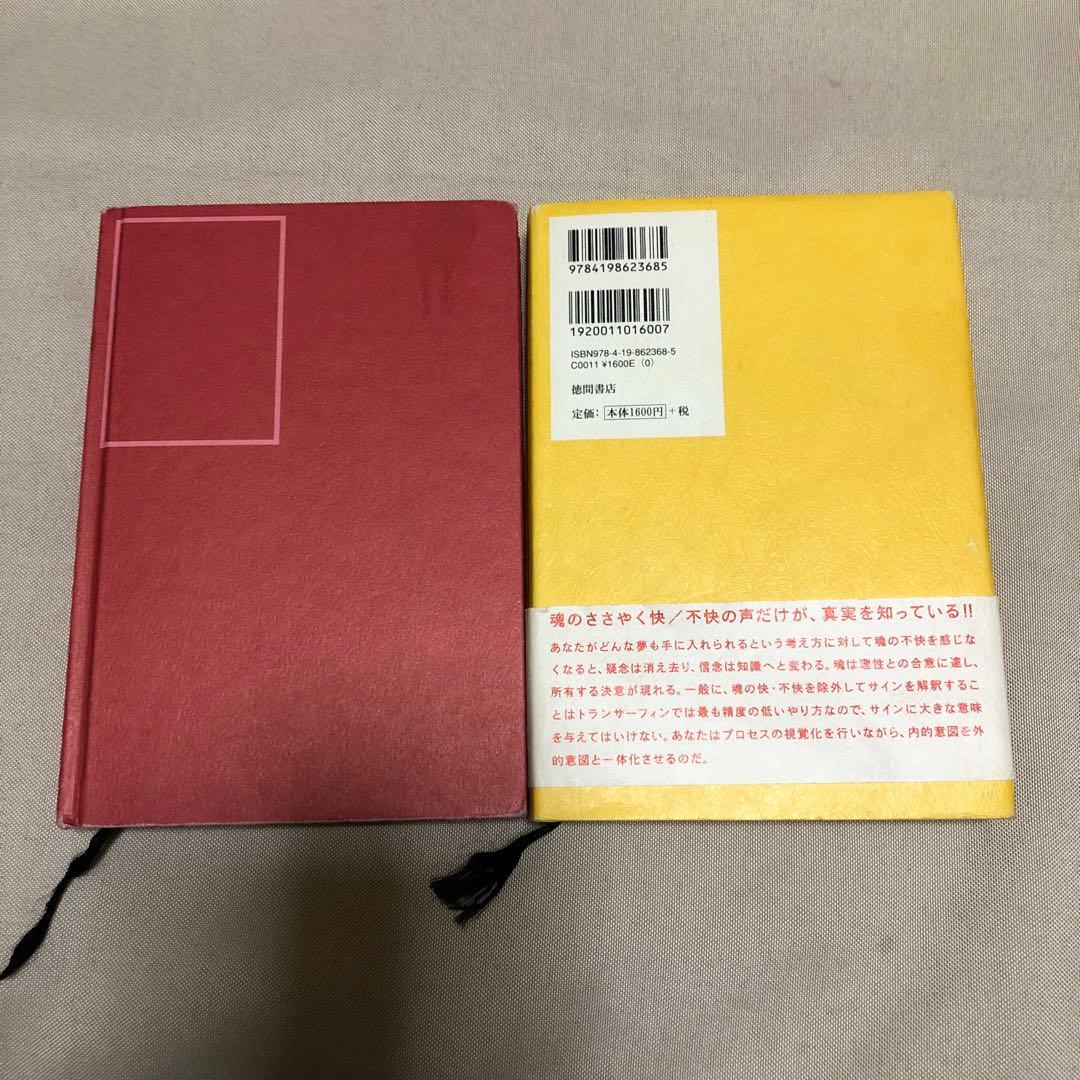 9784198623685
1920011016007
ISBN978-4-19-862368-5
C0011 ¥1600E (0)
徳間書店
定価：本体1600円＋税
魂のささやく快／不快の声だけが、真実を知っている!!
あなたがどんな夢も手に入れられるという考え方に対して魂の不快を感じな
くなると、疑念は消え去り、信念は知識へと変わる。魂は理性との合意に達し、
所有する決意が現れる。一般に、魂の快・不快を除外してサインを解釈するこ
とはトランサーフィンでは最も精度の低いやり方なので、サインに大きな意味
を与えてはいけない。あなたはプロセスの視覚化を行いながら、内的意図を外
的意図と一体化させるのだ。